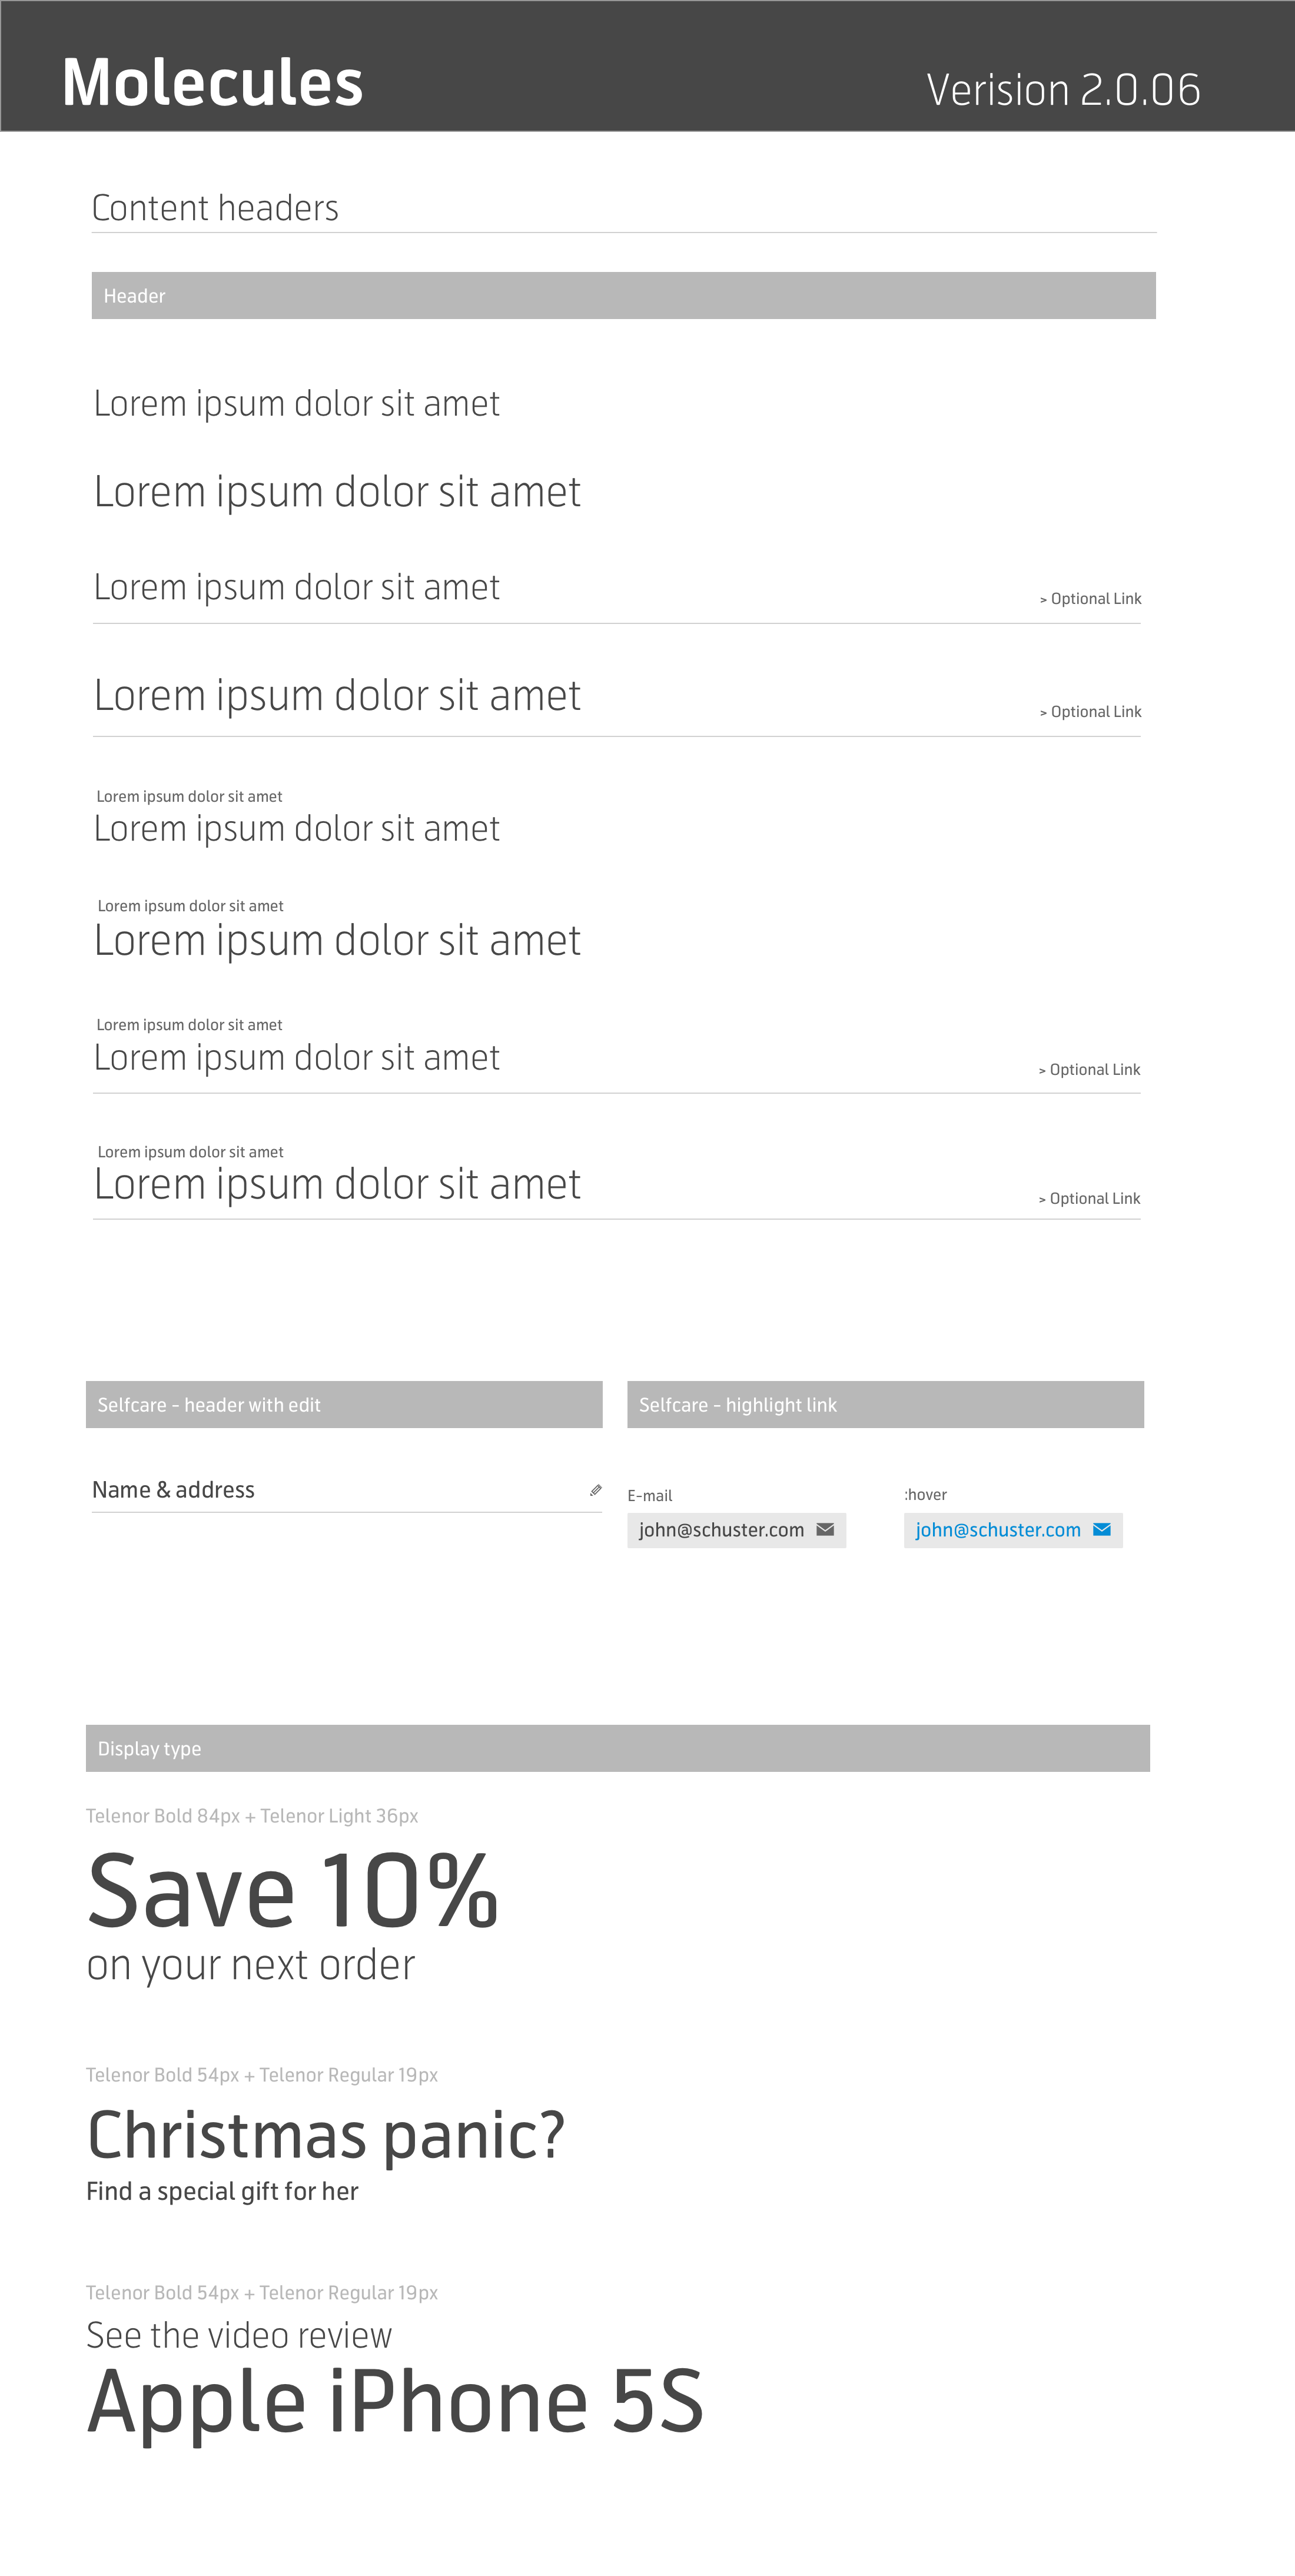 Molecules
Verision 2.0.06
Content headers
Header
Lorem ipsum dolor sit amet
Lorem ipsum dolor sit amet
Lorem ipsum dolor sit amet
> Optional Link
Lorem ipsum dolor sit amet
> Optional Link
Lorem ipsum dolor sit amet
Lorem ipsum dolor sit amet
Lorem ipsum dolor sit amet
Lorem ipsum dolor sit amet
Lorem ipsum dolor sit amet
Lorem ipsum dolor sit amet
> Optional Link
Lorem ipsum dolor sit amet
Lorem ipsum dolor sit amet
> Optional Link
Selfcare - header with edit
Selfcare - highlight link
Name & address
E-mail
:hover
john@schuster.com
john@schuster.com
Display type
Telenor Bold 84px + Telenor Light 36px
Save 10%
on your next order
Telenor Bold 54px + Telenor Regular 19px
Christmas panic?
Find a special gift for her
Telenor Bold 54px + Telenor Regular 19px
See the video review
Apple iPhone 5S